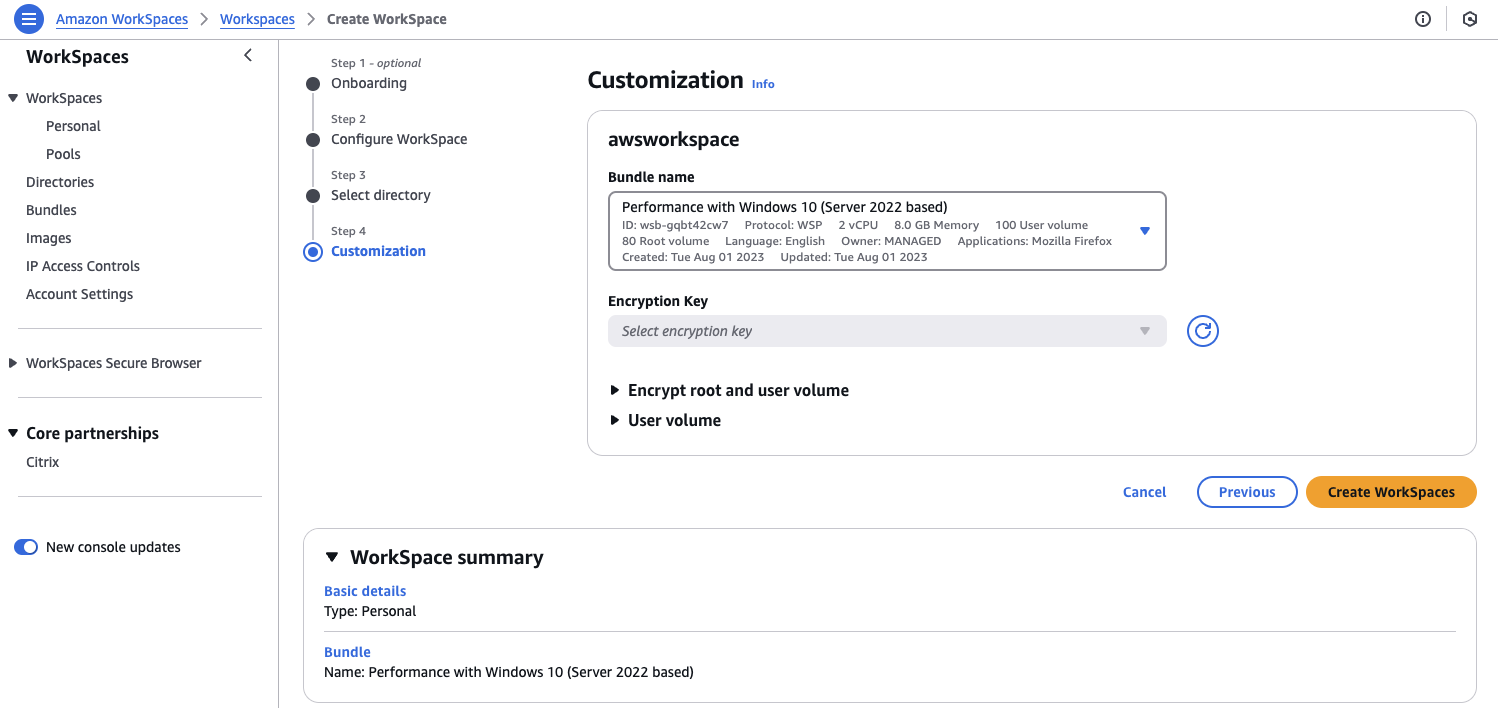 Amazon WorkSpaces > Workspaces > Create WorkSpace
WorkSpaces
WorkSpaces
Personal
Pools
Directories
Bundles
Images
IP Access Controls
Account Settings
WorkSpaces Secure Browser
Core partnerships
Citrix
New console updates
Step 1 - optional
Onboarding
Step 2
Configure WorkSpace
Step 3
Select directory
Step 4
Customization
Customization Info
awsworkspace
Bundle name
Performance with Windows 10 (Server 2022 based)
ID: wsb-gqbt42cw7 Protocol: WSP 2 vCPU 8.0 GB Memory 100 User volume
80 Root volume Language: English Owner: MANAGED Applications: Mozilla Firefox
Created: Tue Aug 01 2023 Updated: Tue Aug 01 2023
Encryption Key
Select encryption key
Encrypt root and user volume
User volume
Cancel Previous Create WorkSpaces
WorkSpace summary
Basic details
Type: Personal
Bundle
Name: Performance with Windows 10 (Server 2022 based)